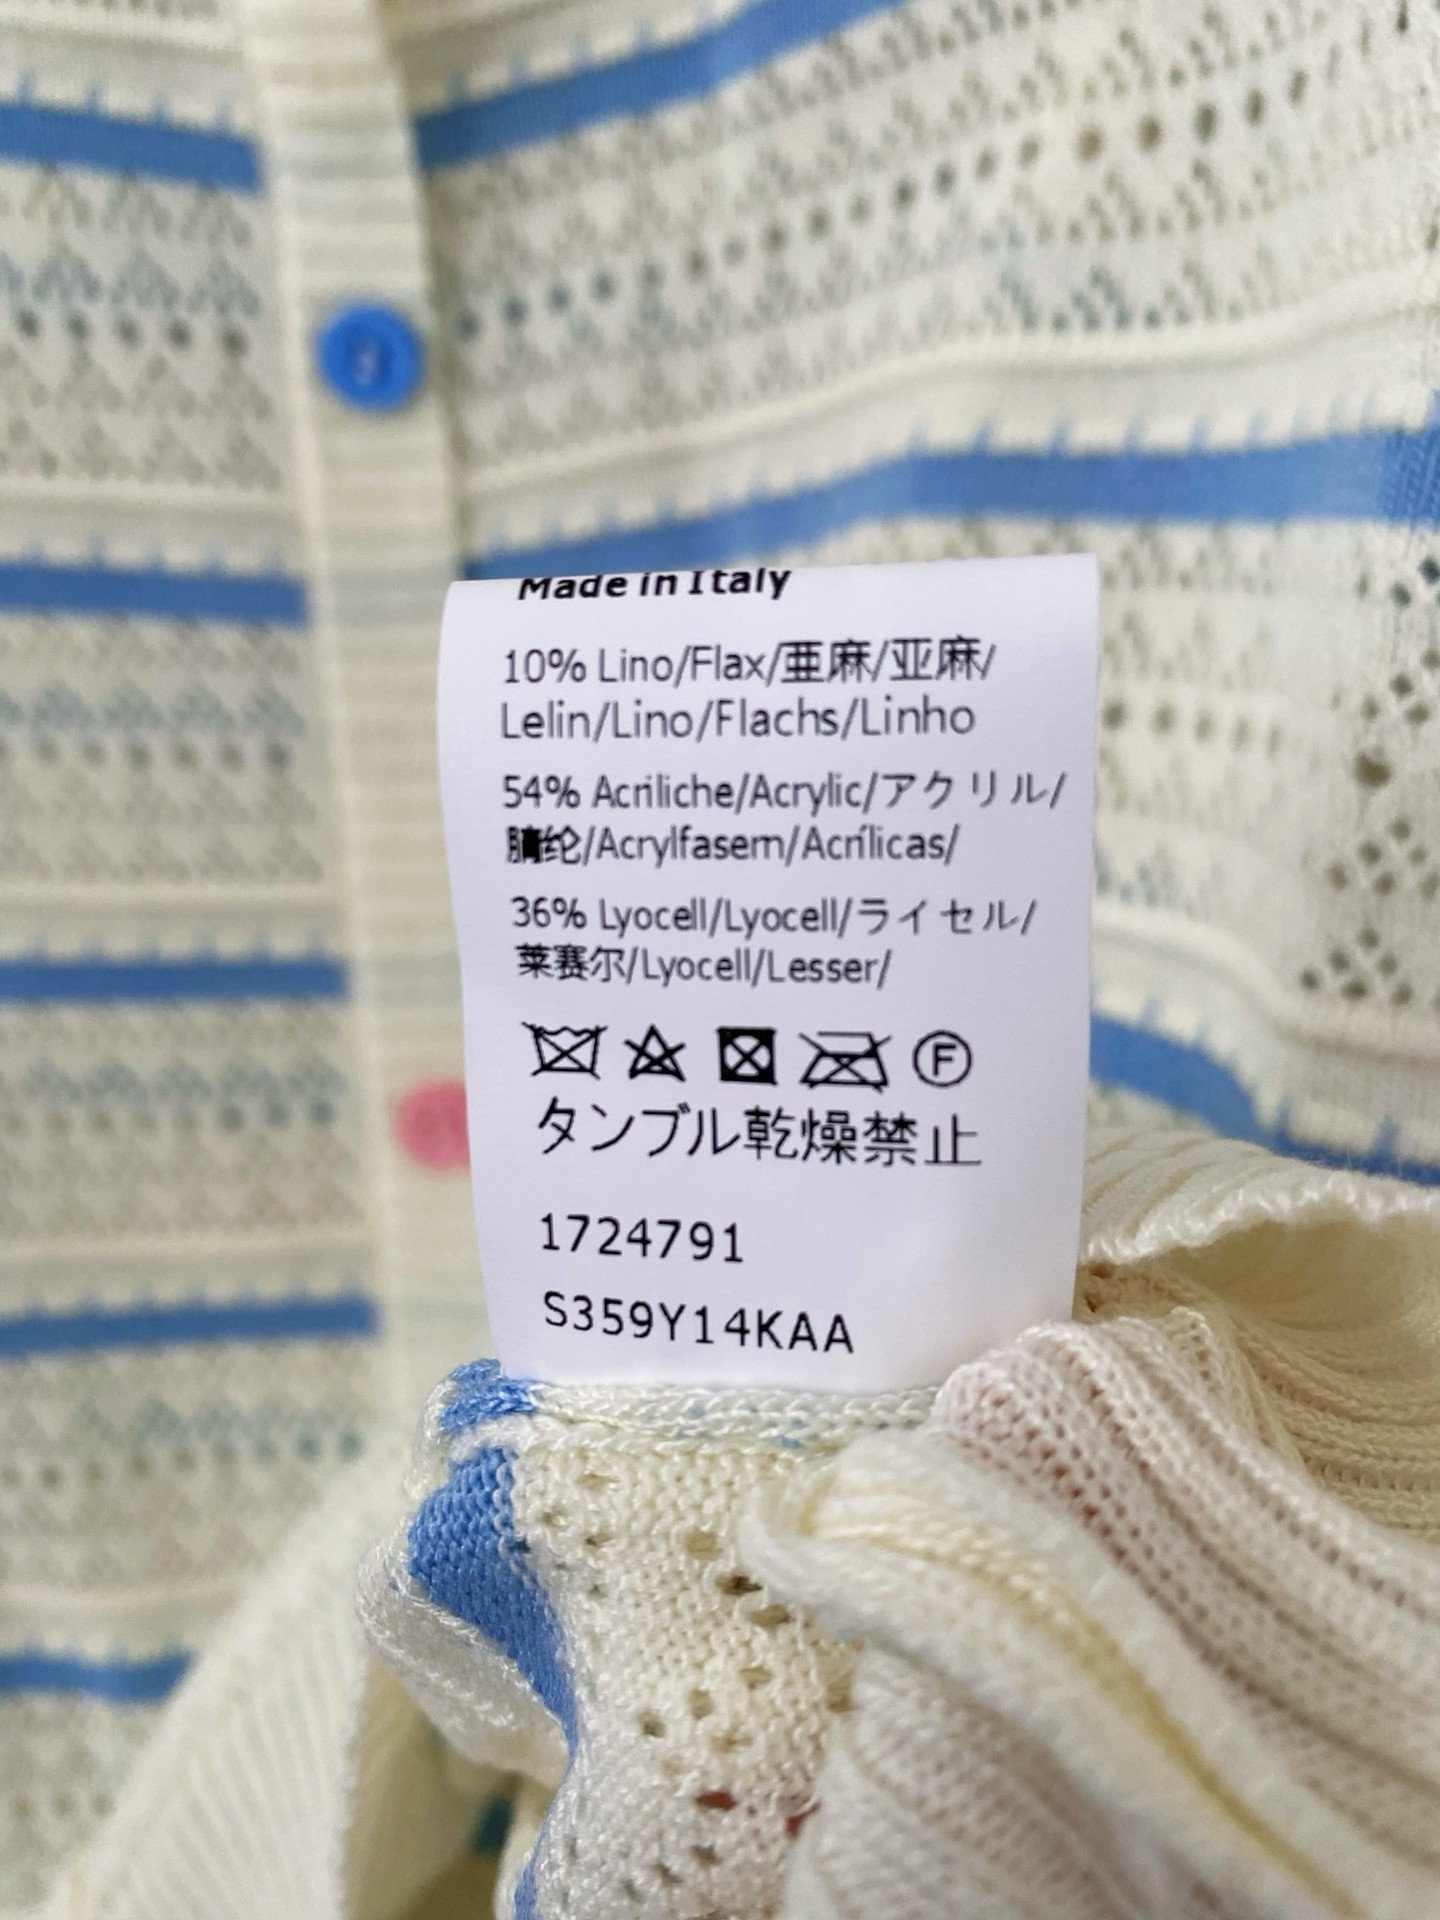 Made in Italy
10% Lino/Flax/亜麻/亚麻/
Lelin/Lino/Flachs/Linho
54% Acriliche/Acrylic/アクリル/
腈纶/Acrylfasern/Acrílicas/
36% Lyocell/Lyocell/ライセル/
莱赛尔/Lyocell/Lesser/
F
タンブル乾燥禁止
1724791
S359Y14KAA